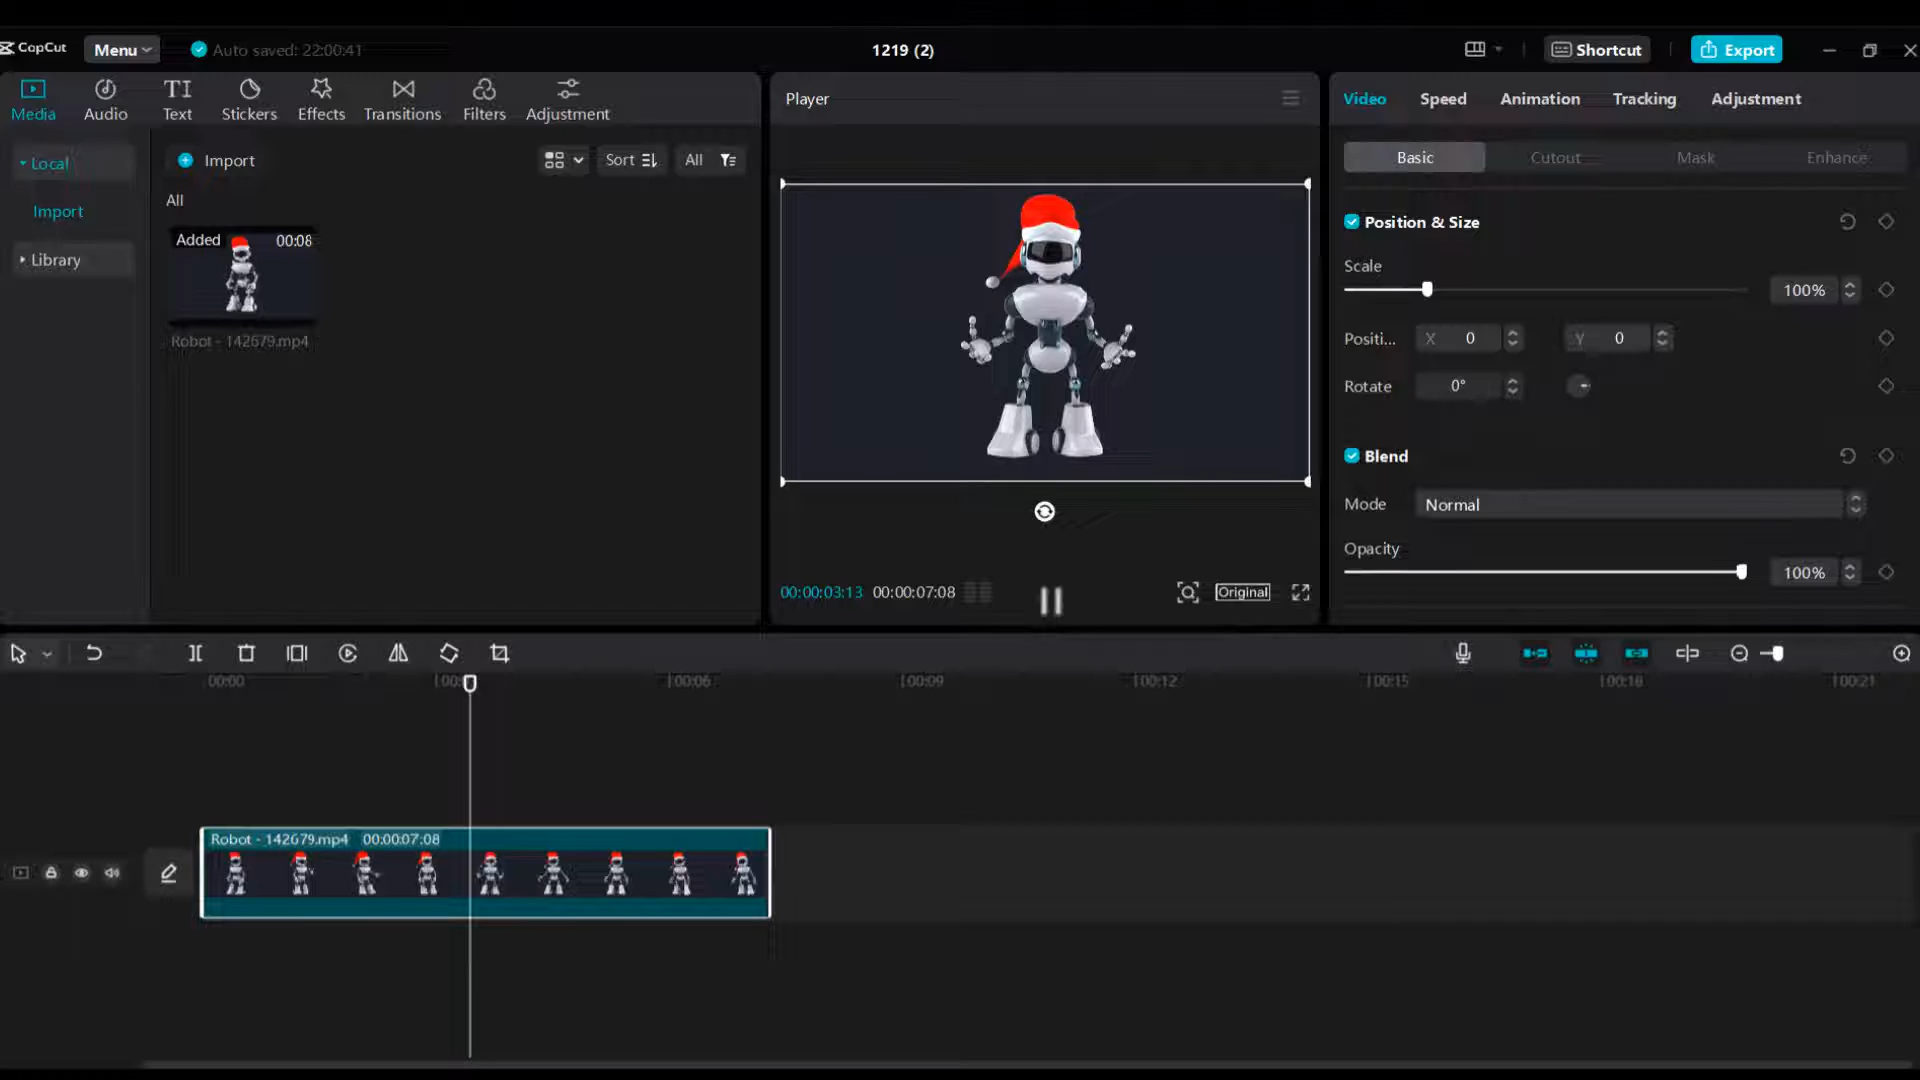 CapCut
Menu
Auto saved: 22:00:41
1219 (2)
Shortcut
Export
Media
Audio
TI
Text
Stickers
Effects
Transitions
Filters
Adjustment
Player
Video
Speed
Animation
Tracking
Adjustment
Local
Import
Library
Import
Sort
All
All
Added
00:08
Robot - 142679.mp4
Basic
Cutout
Mask
Enhance
Position & Size
Scale
100%
Positi...
X 0
Y 0
Rotate
0°
Blend
Mode
Normal
Opacity
100%
00:00:03:13
00:00:07:08
Original
00:00
00:06
00:09
00:12
00:15
00:18
00:21
Robot - 142679.mp4 00:00:07:08